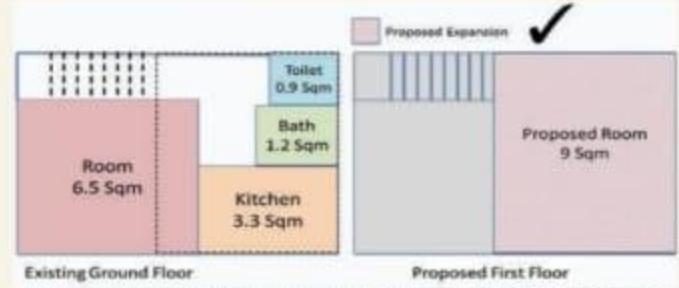 Proposed Expansion
Toilet
0.9 Sqm
Bath
1.2 Sqm
Room
6.5 Sqm
Kitchen
3.3 Sqm
Proposed Room
9 Sqm
Existing Ground Floor
Proposed First Floor